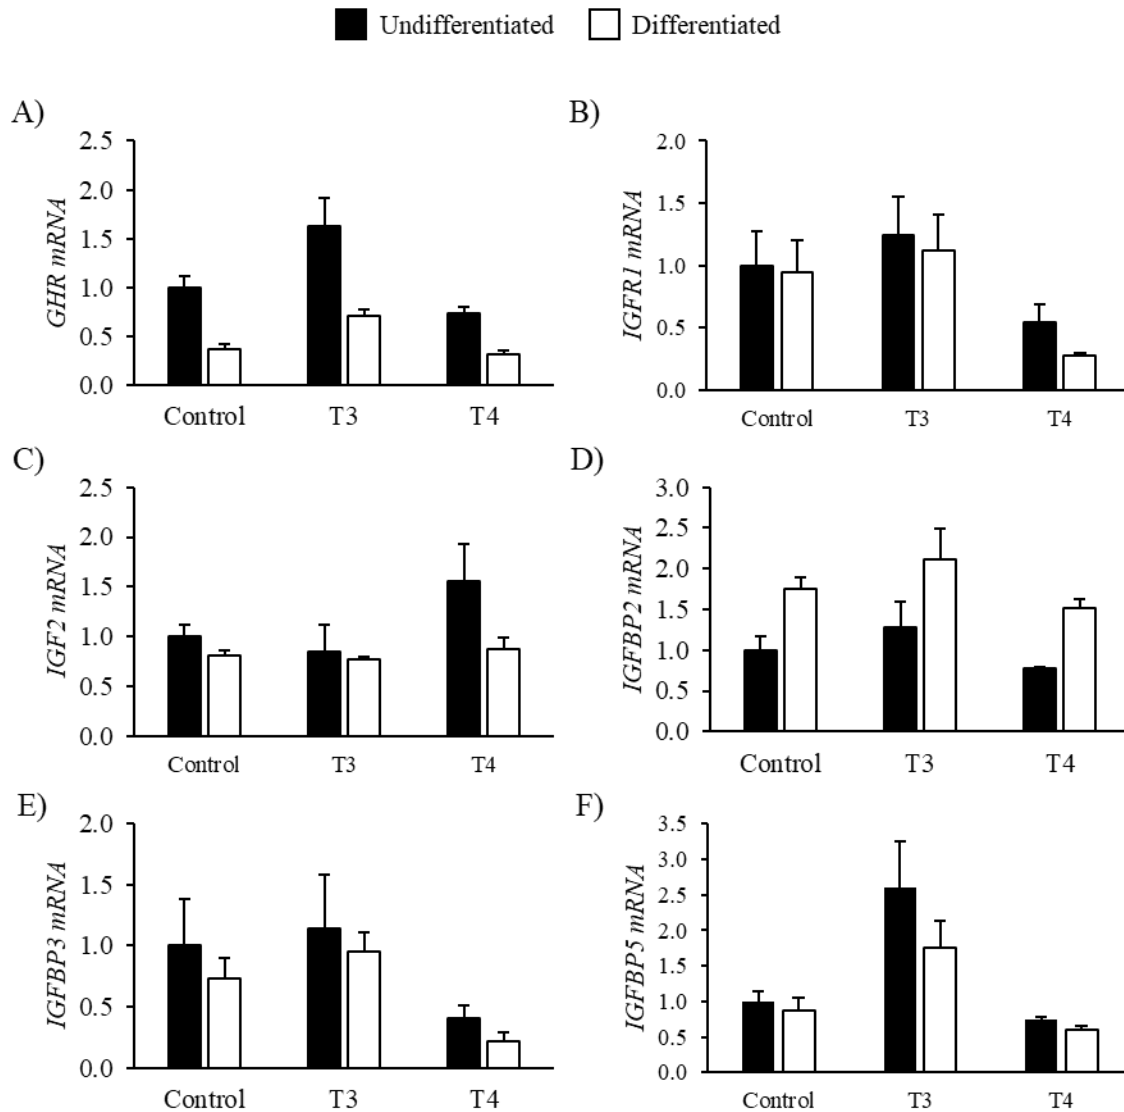 Undifferentiated Differentiated
A)
GHR mRNA
2.5
2.0
1.5
1.0
0.5
0.0
Control T3 T4
B)
IGFR1 mRNA
2.0
1.5
1.0
0.5
0.0
Control T3 T4
C)
IGF2 mRNA
2.5
2.0
1.5
1.0
0.5
0.0
Control T3 T4
D)
IGFBP2 mRNA
3.0
2.5
2.0
1.5
1.0
0.5
0.0
Control T3 T4
E)
IGFBP3 mRNA
2.0
1.5
1.0
0.5
0.0
Control T3 T4
F)
IGFBP5 mRNA
3.5
3.0
2.5
2.0
1.5
1.0
0.5
0.0
Control T3 T4